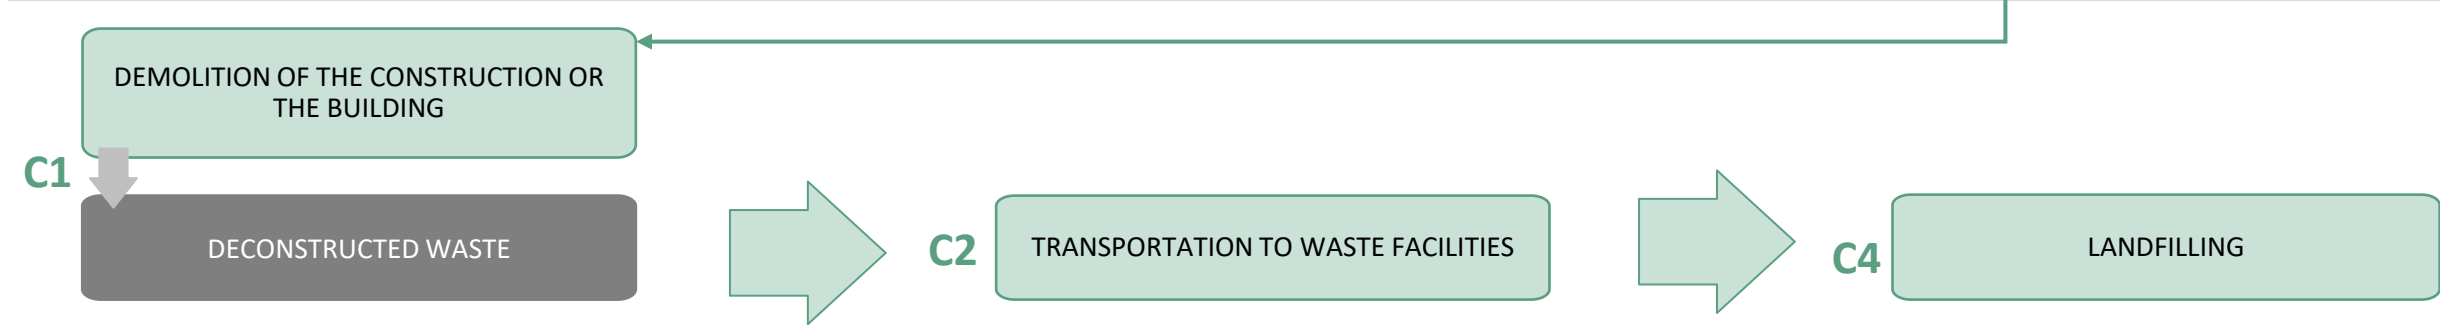 DEMOLITION OF THE CONSTRUCTION OR
THE BUILDING
C1
DECONSTRUCTED WASTE
C2
TRANSPORTATION TO WASTE FACILITIES
C4
LANDFILLING